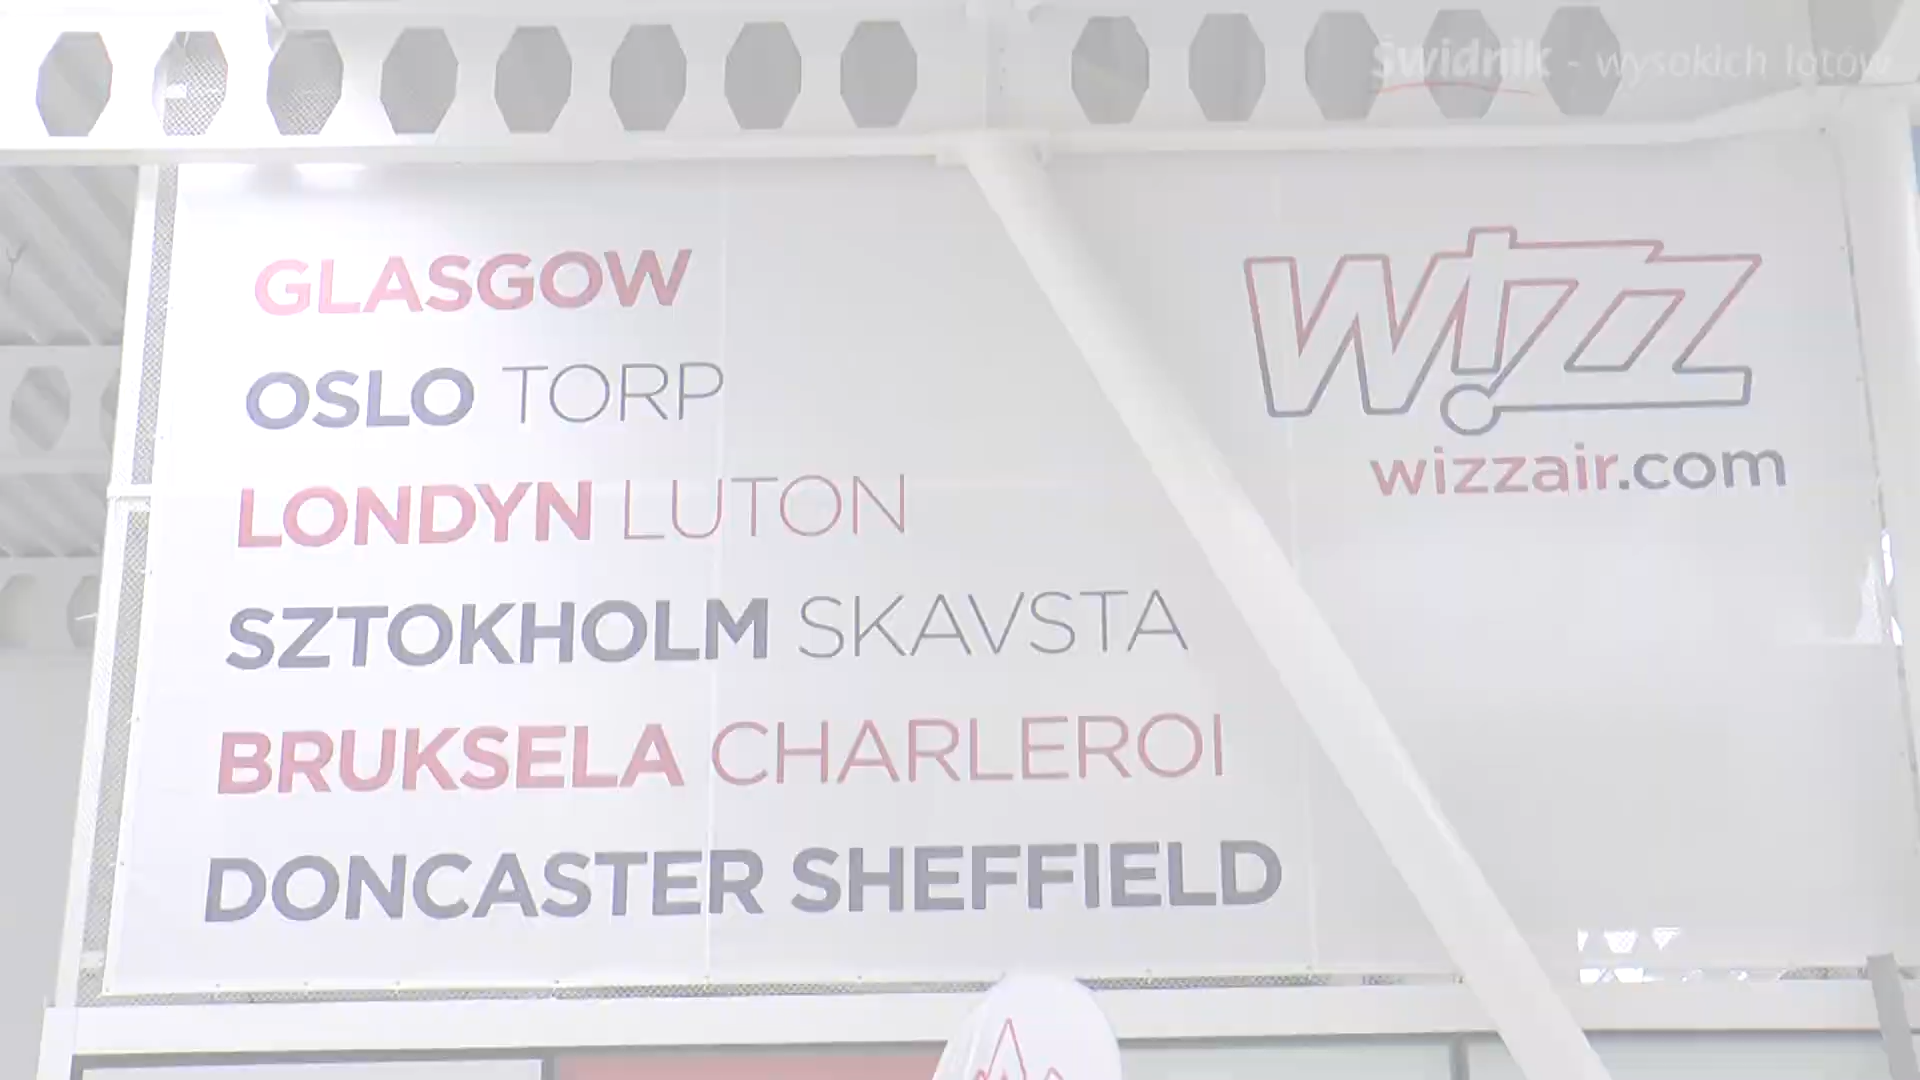 Świdnik - wysokich lotów
GLASGOW
OSLO TORP
LONDYN LUTON
SZTOKHOLM SKAVSTA
BRUKSELA CHARLEROI
DONCASTER SHEFFIELD
Wizz
wizzair.com